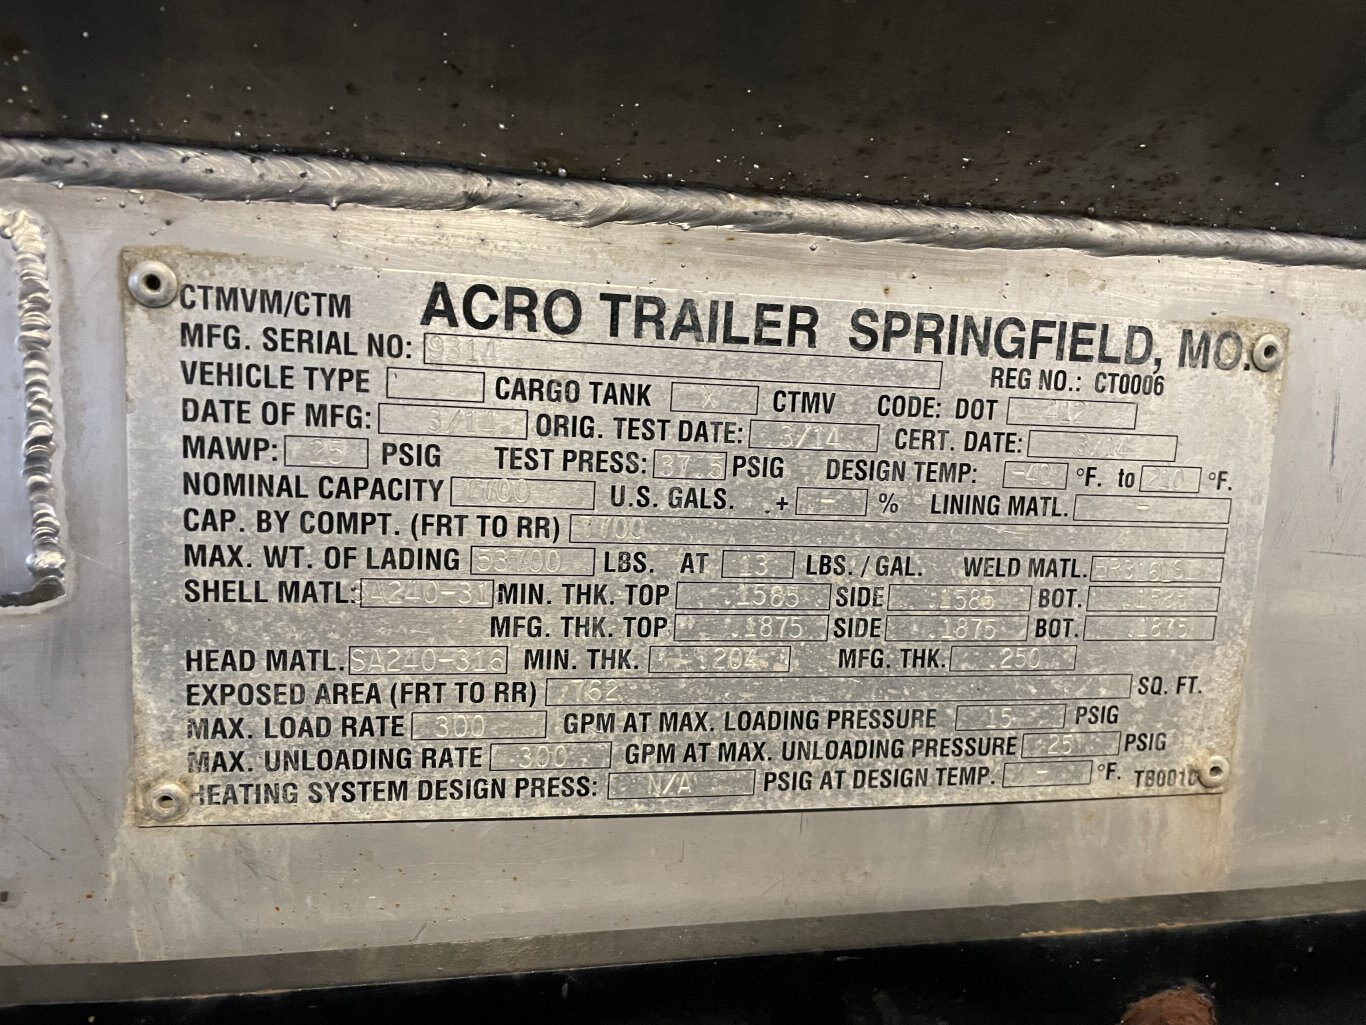 CTMVM/CTM ACRO TRAILER SPRINGFIELD, MO.
MFG. SERIAL NO: 9314 REG NO.: CT0006
VEHICLE TYPE CARGO TANK X CTMV CODE: DOT 412
DATE OF MFG: 3/14 ORIG. TEST DATE: 3/14 CERT. DATE: 3/14
MAWP: 25 PSIG TEST PRESS: 37.5 PSIG DESIGN TEMP: -40 °F. to °F.
NOMINAL CAPACITY 7700 U.S. GALS. + - % LINING MATL. -
CAP. BY COMPT. (FRT TO RR) 7700
MAX. WT. OF LADING 53700 LBS. AT 13 LBS. / GAL. WELD MATL.
SHELL MATL: SA240-31 MIN. THK. TOP .1585 SIDE .1585 BOT. .1585
MFG. THK. TOP .1875 SIDE .1875 BOT. .1875
HEAD MATL. SA240-316 MIN. THK. .204 MFG. THK. .250
EXPOSED AREA (FRT TO RR) 762 SQ. FT.
MAX. LOAD RATE 300 GPM AT MAX. LOADING PRESSURE 15 PSIG
MAX. UNLOADING RATE 300 GPM AT MAX. UNLOADING PRESSURE 25 PSIG
HEATING SYSTEM DESIGN PRESS: N/A PSIG AT DESIGN TEMP. - °F.